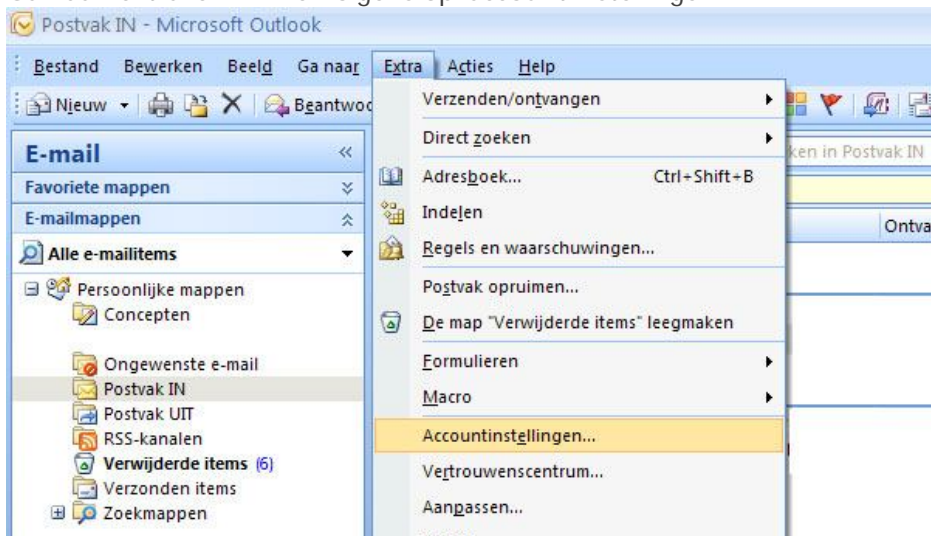 Postvak IN - Microsoft Outlook
Bestand Bewerken Beeld Ga naar Extra Acties Help
Nieuw Beantwoo
Verzenden/ontvangen
Direct zoeken
E-mail
ken in Postvak IN
Favoriete mappen
Adresboek... Ctrl+Shift+B
E-mailmappen
Indelen
Ontva
Alle e-mailitems
Regels en waarschuwingen...
Persoonlijke mappen
Postvak opruimen...
Concepten
De map "Verwijderde items" leegmaken
Ongewenste e-mail
Formulieren
Postvak IN
Macro
Postvak UIT
RSS-kanalen
Accountinstellingen...
Verwijderde items (6)
Vertrouwenscentrum...
Verzonden items
Zoekmappen
Aanpassen...